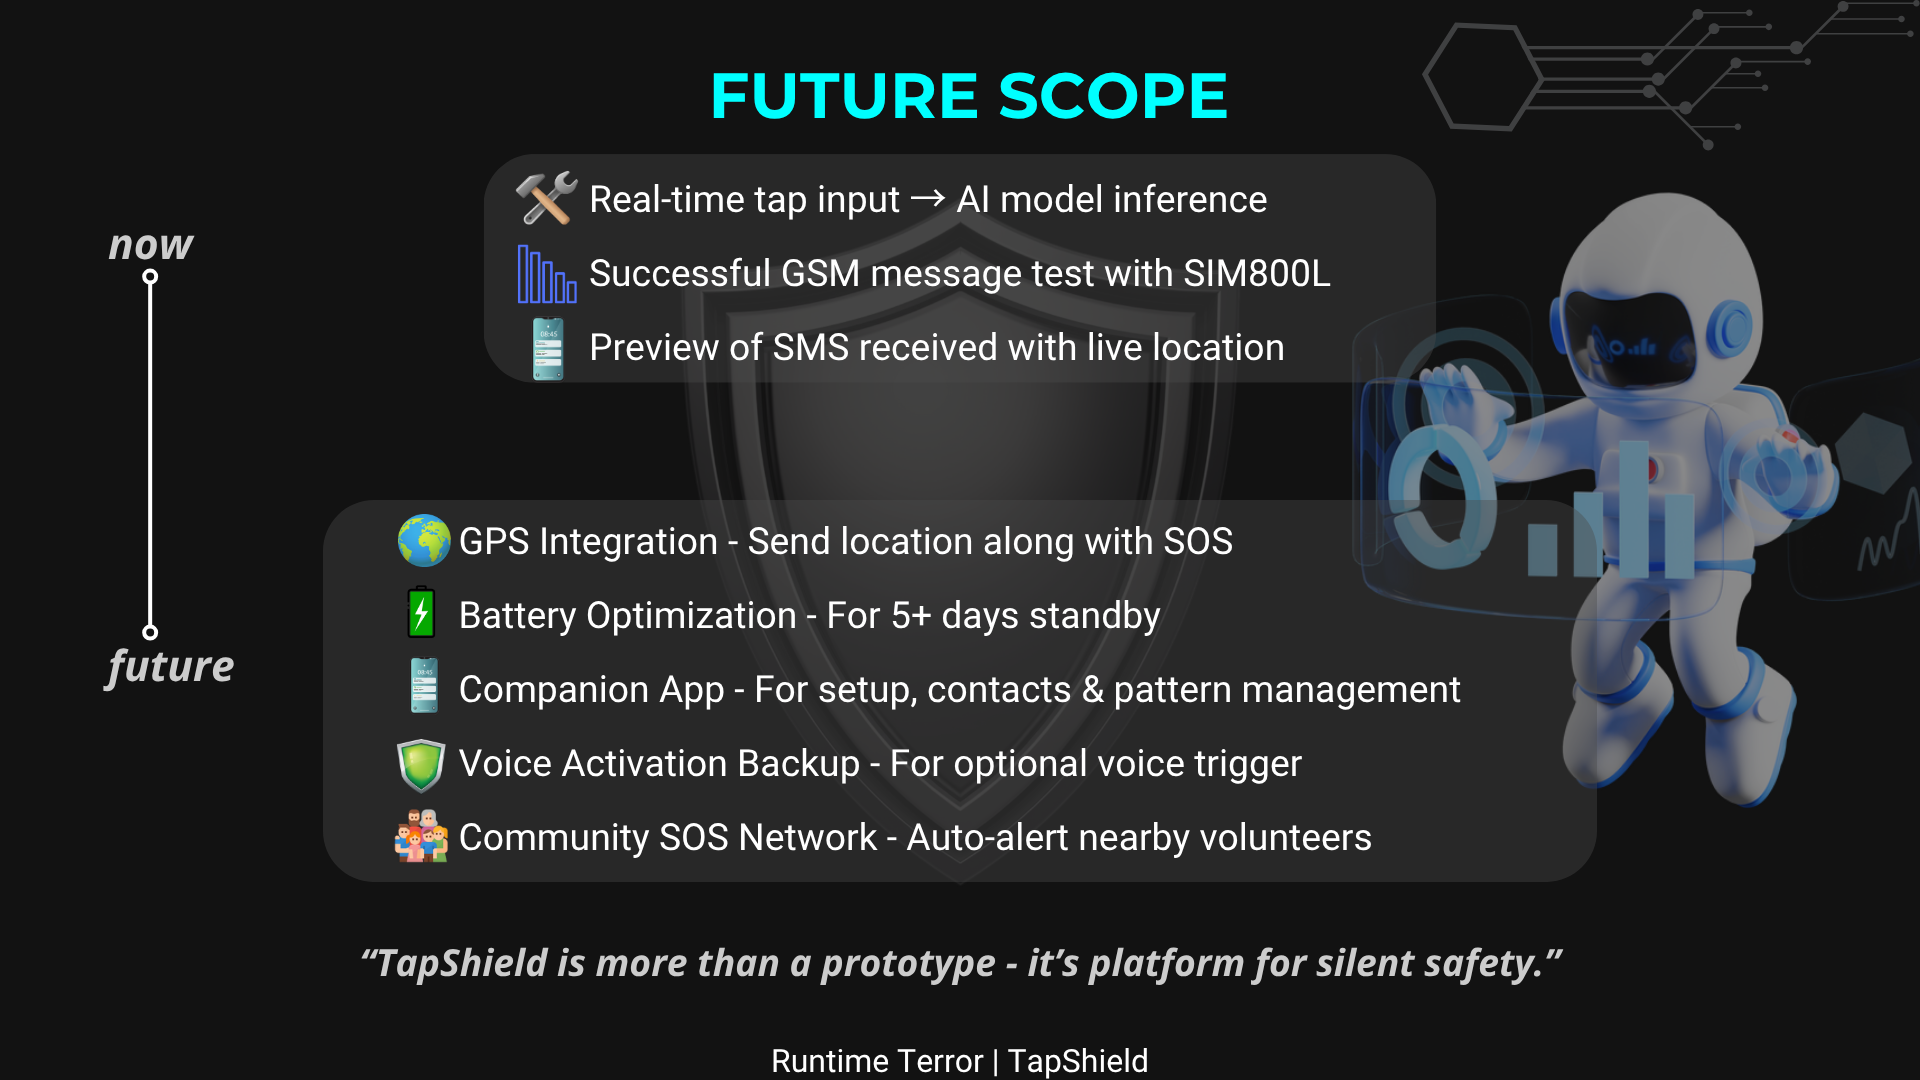 FUTURE SCOPE
now
Real-time tap input → AI model inference
Successful GSM message test with SIM800L
Preview of SMS received with live location
future
GPS Integration - Send location along with SOS
Battery Optimization - For 5+ days standby
Companion App - For setup, contacts & pattern management
Voice Activation Backup - For optional voice trigger
Community SOS Network - Auto-alert nearby volunteers
“TapShield is more than a prototype - it’s platform for silent safety.”
Runtime Terror | TapShield